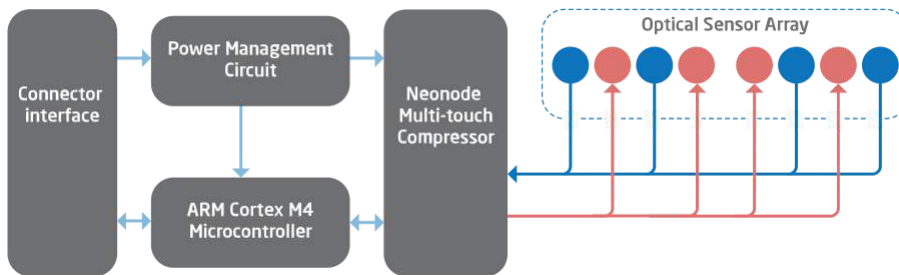 Optical Sensor Array
Power Management
Circuit
Connector
interface
Neonode
Multi-touch
Compressor
ARM Cortex M4
Microcontroller